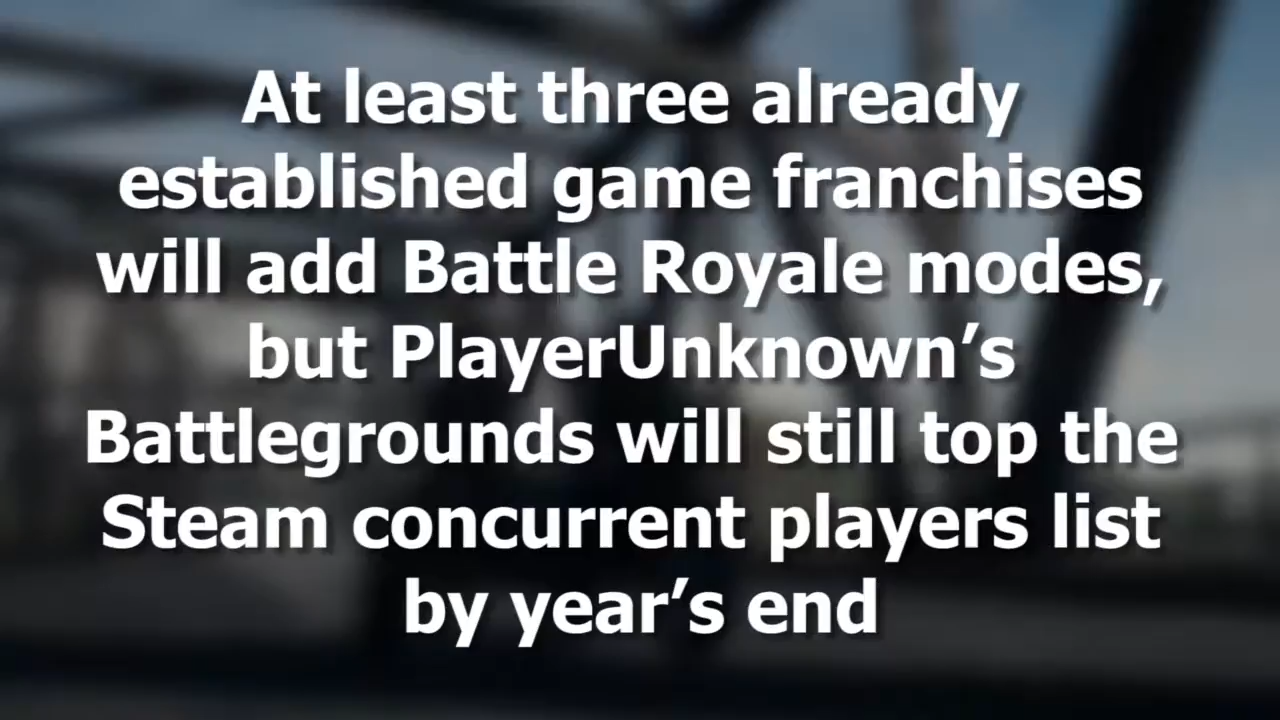 At least three already
established game franchises
will add Battle Royale modes,
but PlayerUnknown’s
Battlegrounds will still top the
Steam concurrent players list
by year’s end